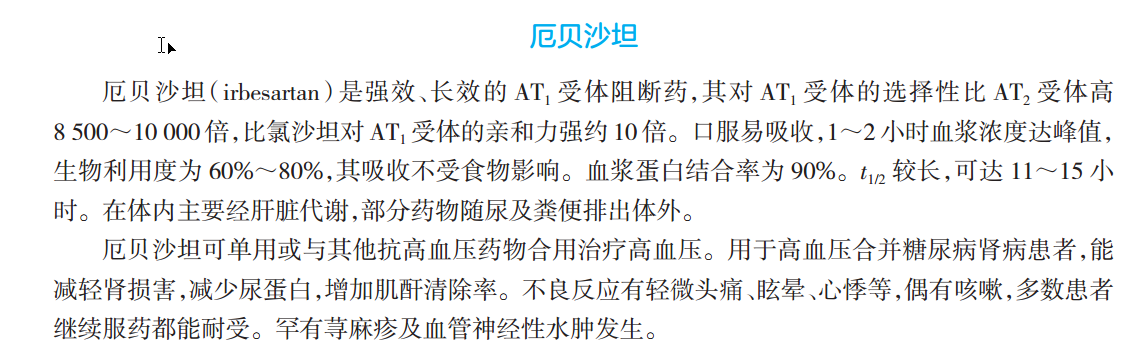 厄贝沙坦
厄贝沙坦(irbesartan)是强效、长效的 AT₁ 受体阻断药,其对 AT₁ 受体的选择性比 AT₂ 受体高
8 500～10 000 倍,比氯沙坦对 AT₁受体的亲和力强约 10 倍。口服易吸收,1～2 小时血浆浓度达峰值,
生物利用度为 60%～80%,其吸收不受食物影响。血浆蛋白结合率为 90%。t₁/₂ 较长,可达 11～15 小
时。在体内主要经肝脏代谢,部分药物随尿及粪便排出体外。
厄贝沙坦可单用或与其他抗高血压药物合用治疗高血压。用于高血压合并糖尿病肾病患者,能
减轻肾损害,减少尿蛋白,增加肌酐清除率。不良反应有轻微头痛、眩晕、心悸等,偶有咳嗽,多数患者
继续服药都能耐受。罕有荨麻疹及血管神经性水肿发生。